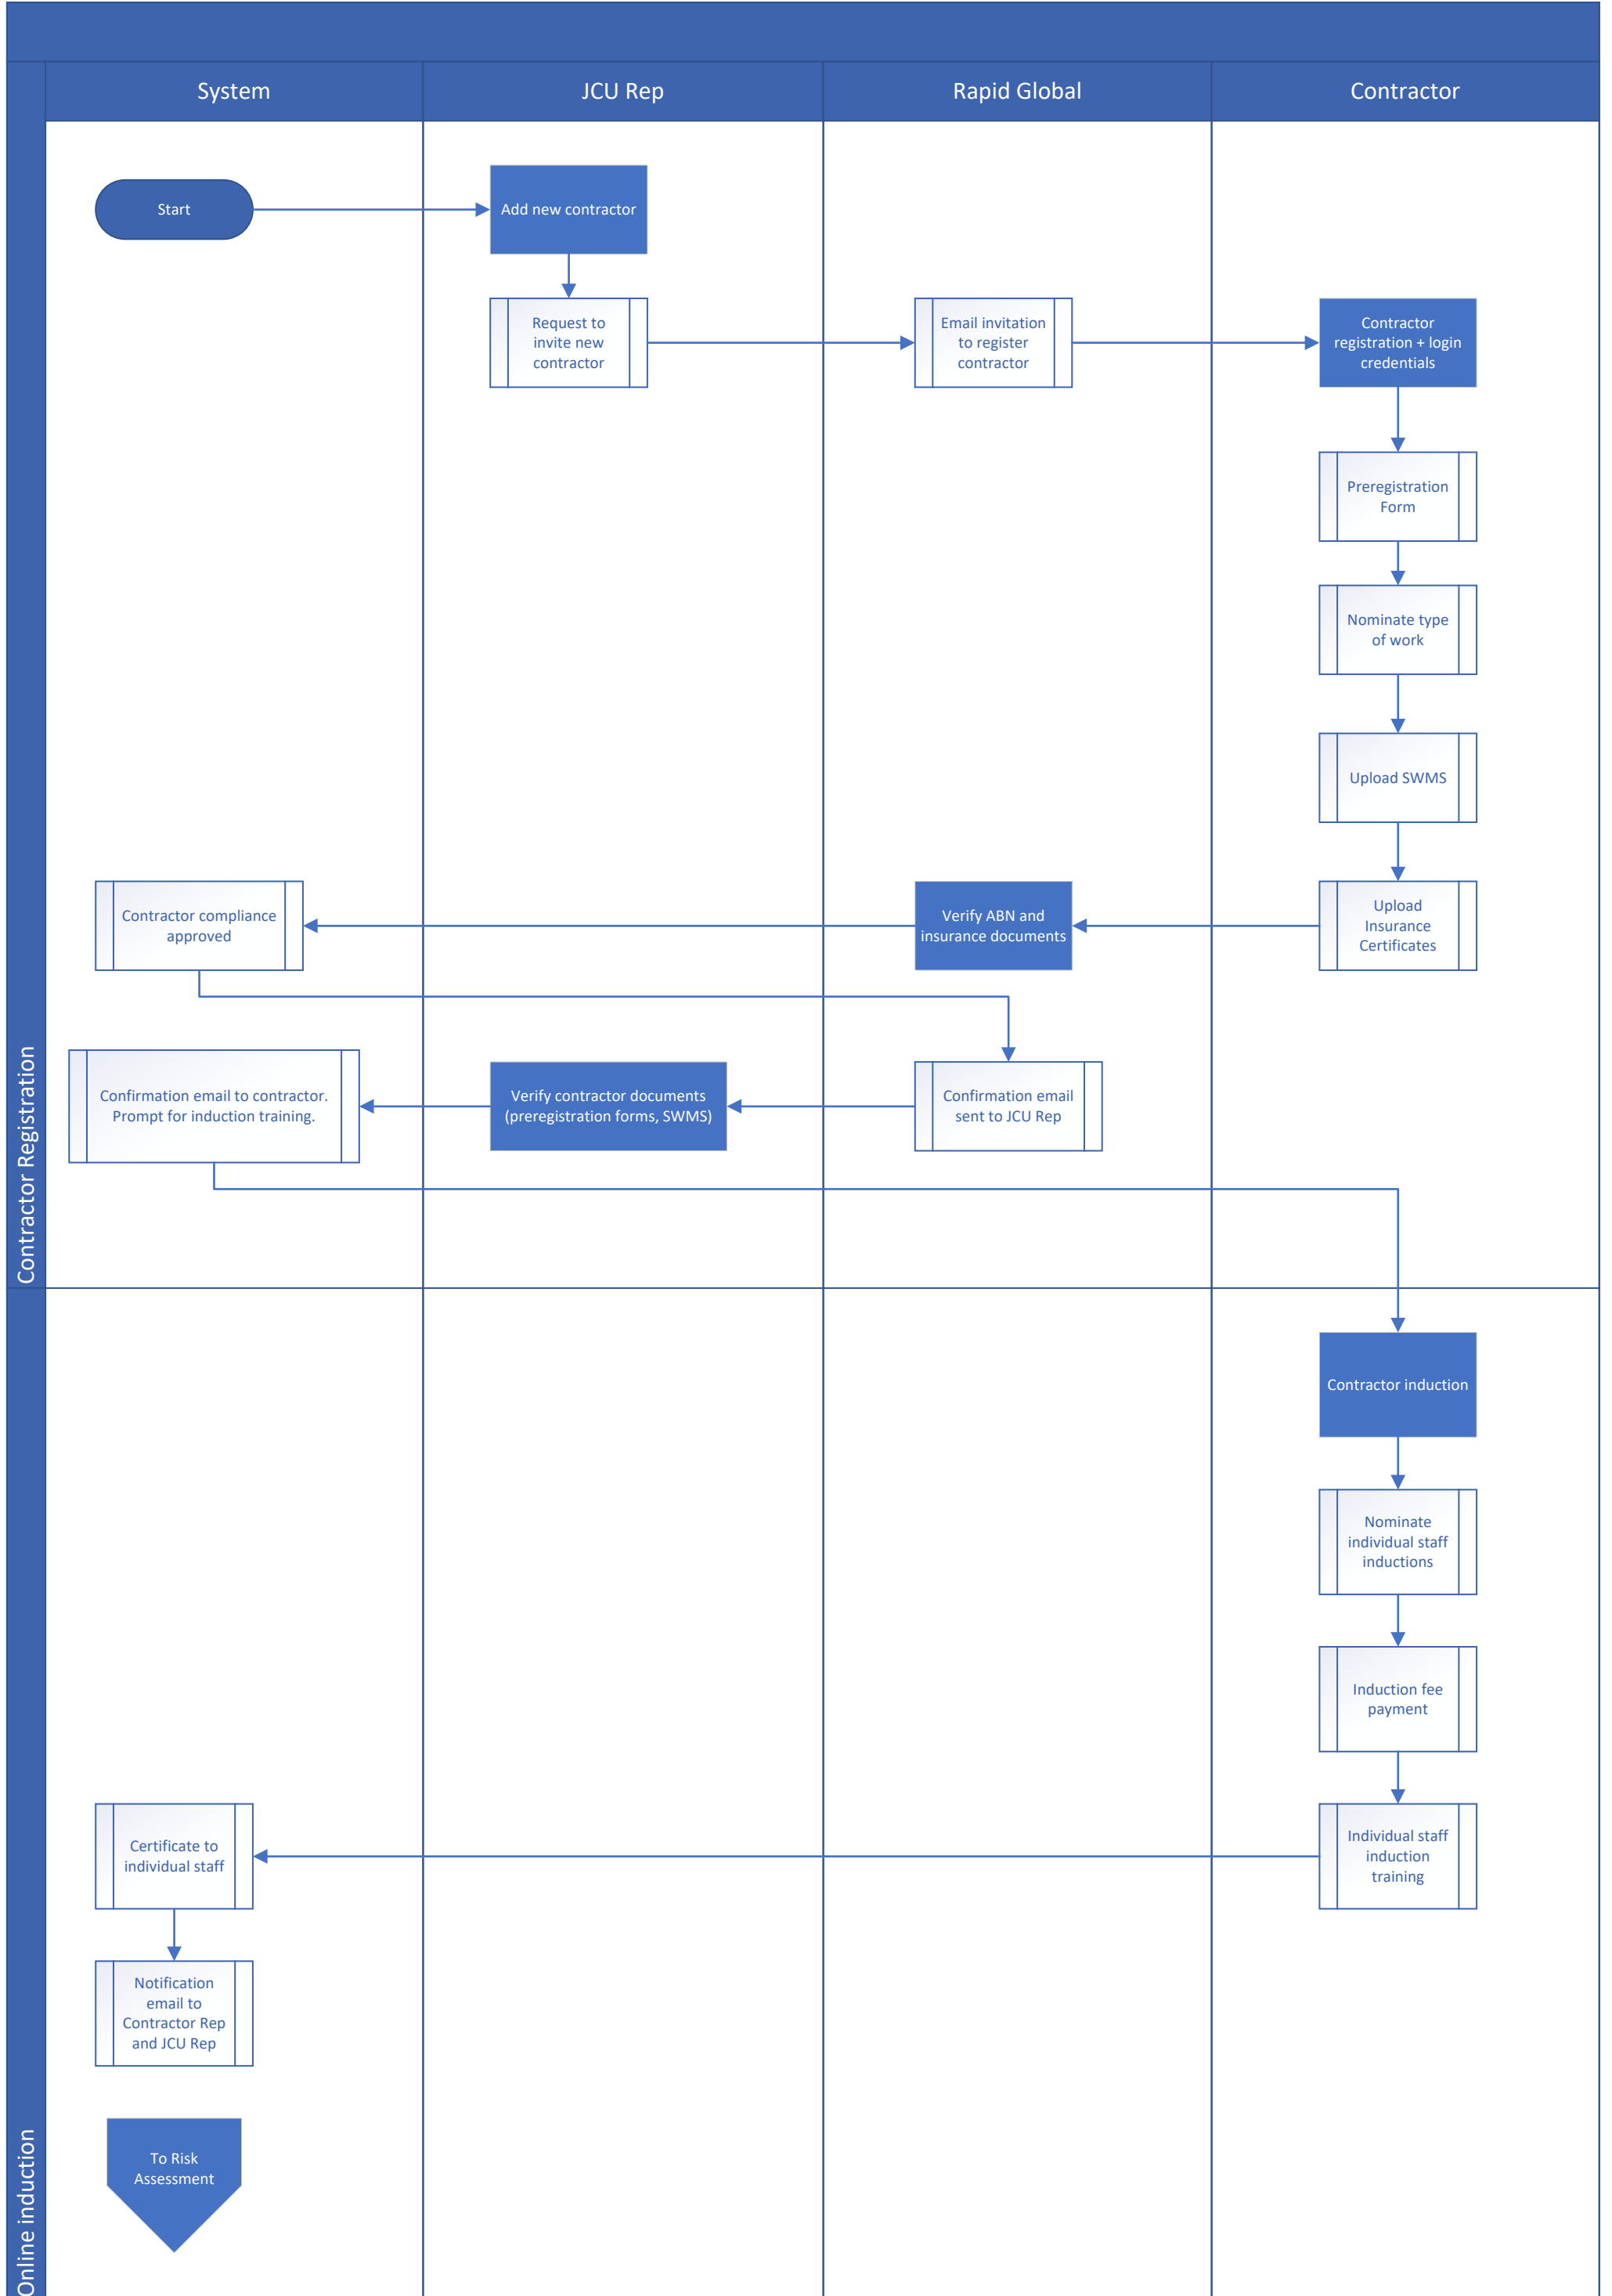 System
JCU Rep
Rapid Global
Contractor
Contractor Registration
Start
Add new contractor
Request to
invite new
contractor
Email invitation
to register
contractor
Contractor
registration + login
credentials
Preregistration
Form
Nominate type
of work
Upload SWMS
Upload
Insurance
Certificates
Verify ABN and
insurance documents
Contractor compliance
approved
Confirmation email
sent to JCU Rep
Verify contractor documents
(preregistration forms, SWMS)
Confirmation email to contractor.
Prompt for induction training.
Online induction
Contractor induction
Nominate
individual staff
inductions
Induction fee
payment
Individual staff
induction
training
Certificate to
individual staff
Notification
email to
Contractor Rep
and JCU Rep
To Risk
Assessment